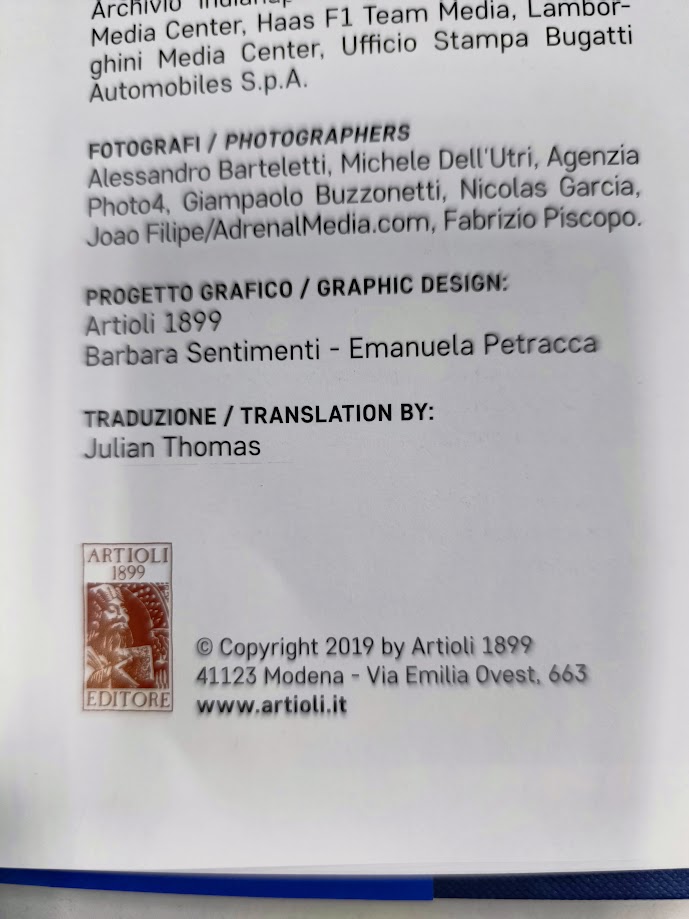 Archivio
Media Center, Haas F1 Team Media, Lambor-
ghini Media Center, Ufficio Stampa Bugatti
Automobiles S.p.A.
FOTOGRAFI / PHOTOGRAPHERS
Alessandro Barteletti, Michele Dell'Utri, Agenzia
Photo4, Giampaolo Buzzonetti, Nicolas Garcia,
Joao Filipe/AdrenalMedia.com, Fabrizio Piscopo.
PROGETTO GRAFICO / GRAPHIC DESIGN:
Artioli 1899
Barbara Sentimenti - Emanuela Petracca
TRADUZIONE / TRANSLATION BY:
Julian Thomas
ARTIOLI
1899
EDITORE
© Copyright 2019 by Artioli 1899
41123 Modena - Via Emilia Ovest, 663
www.artioli.it